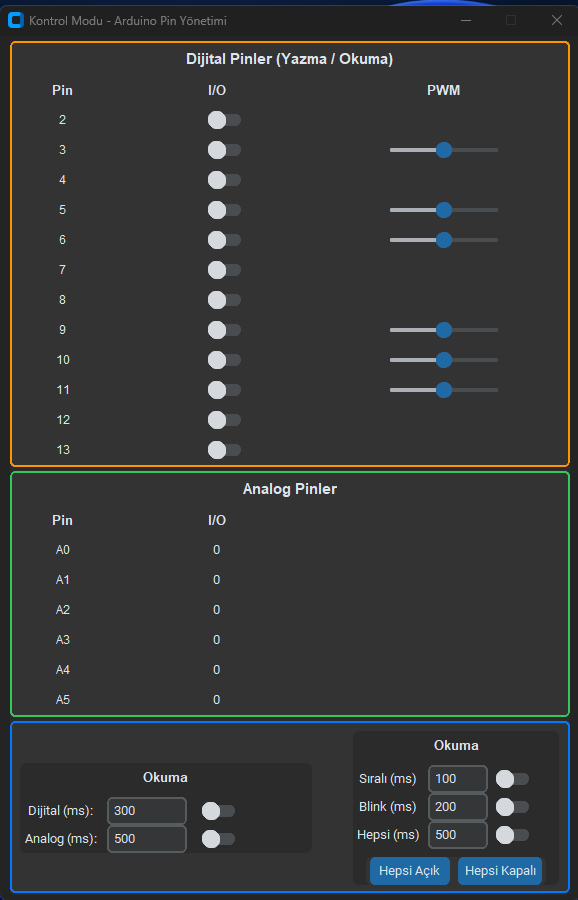 Kontrol Modu - Arduino Pin Yönetimi
Dijital Pinler (Yazma / Okuma)
Pin I/O PWM
2
3
4
5
6
7
8
9
10
11
12
13
Analog Pinler
Pin I/O
A0 0
A1 0
A2 0
A3 0
A4 0
A5 0
Okuma
Dijital (ms): 300
Analog (ms): 500
Okuma
Sıralı (ms) 100
Blink (ms) 200
Hepsi (ms) 500
Hepsi Açık Hepsi Kapalı